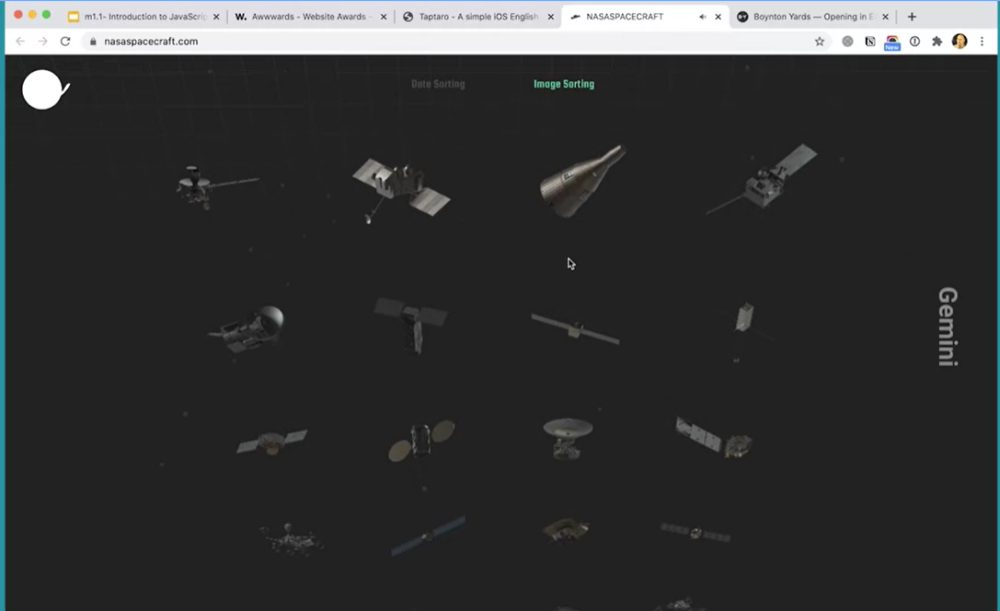 m1.1- Introduction to JavaScrip
Awwwards - Website Awards -
Taptaro - A simple iOS English
NASASPACECRAFT
Boynton Yards — Opening in E
nasaspacecraft.com
New
Date Sorting
Image Sorting
Gemini